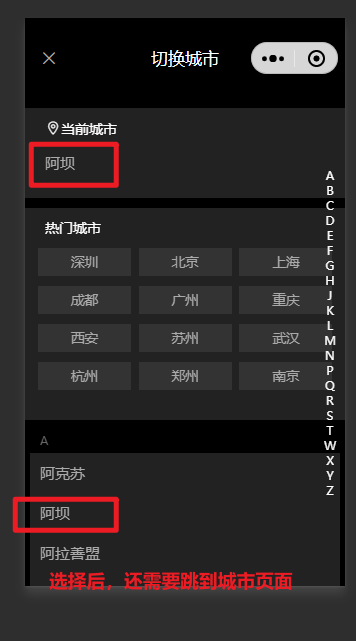 切换城市
当前城市
阿坝
热门城市
深圳 北京 上海
成都 广州 重庆
西安 苏州 武汉
杭州 郑州 南京
A
阿克苏
阿坝
阿拉善盟
选择后，还需要跳到城市页面
A
B
C
D
E
F
G
H
J
K
L
M
N
P
Q
R
S
T
W
X
Y
Z